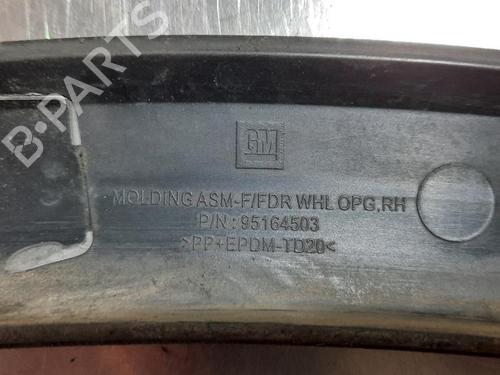 B-PARTS
GM
MOLDING ASM-F/FDR WHL OPG,RH
P/N : 95164503
>PP+EPDM-TD20<